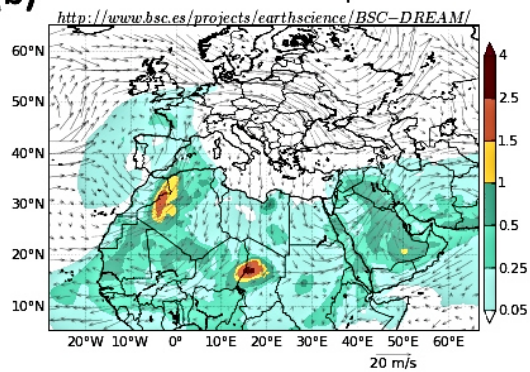 (b)
http://www.bsc.es/projects/earthscience/BSC−DREAM/
60°N
50°N
40°N
30°N
20°N
10°N
20°W 10°W 0° 10°E 20°E 30°E 40°E 50°E 60°E
20 m/s
4
2.5
1.5
1
0.5
0.25
0.05